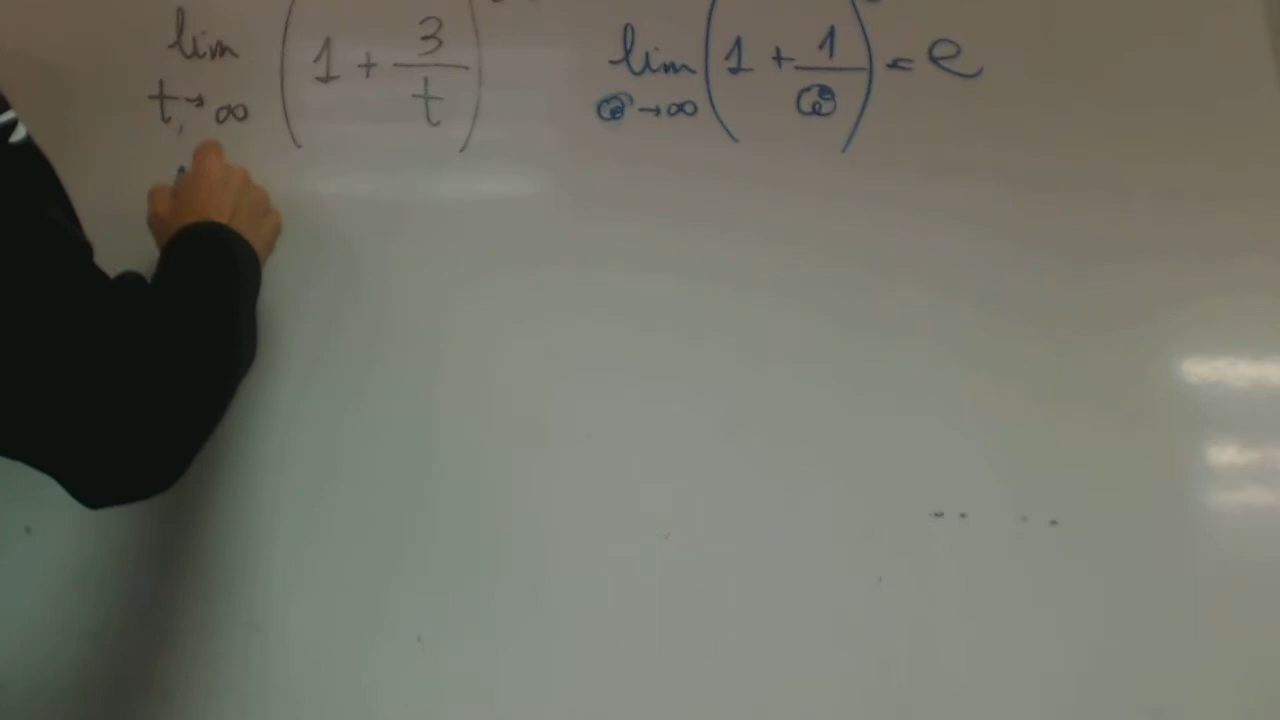 lim t→∞ (1 + 3/t)
lim ω→∞ (1 + 1/ω) = e